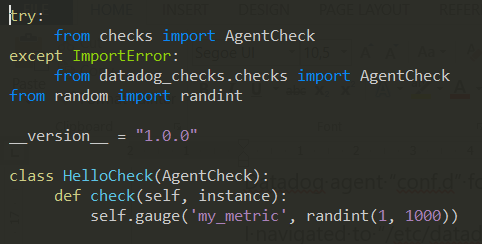 try:
    from checks import AgentCheck
except ImportError:
    from datadog_checks.checks import AgentCheck
from random import randint

__version__ = "1.0.0"

class HelloCheck(AgentCheck):
    def check(self, instance):
        self.gauge('my_metric', randint(1, 1000))